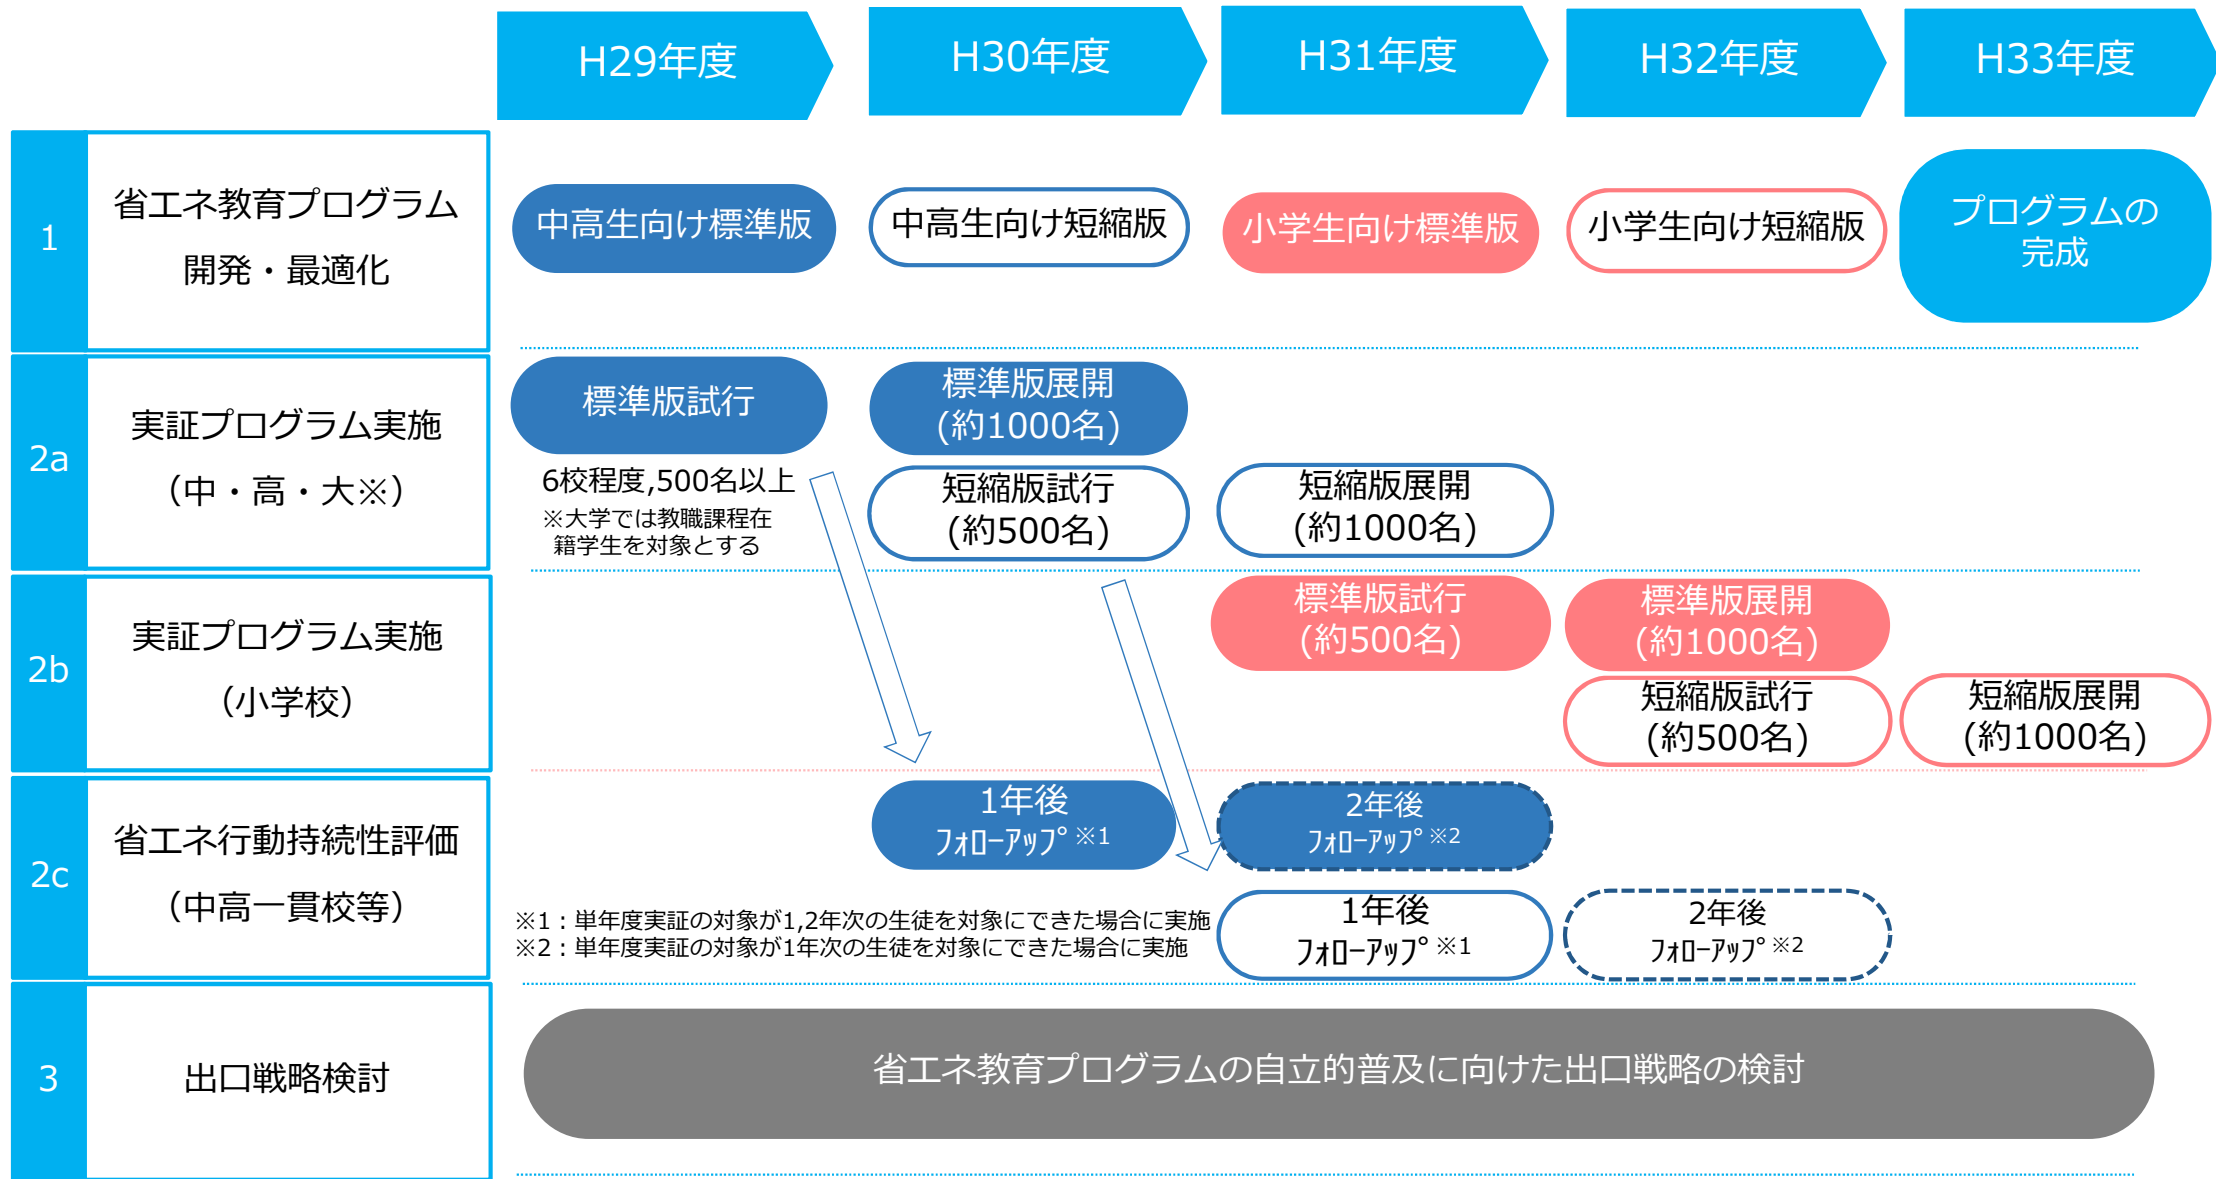 H29年度
H30年度
H31年度
H32年度
H33年度
1
省エネ教育プログラム
開発・最適化
中高生向け標準版
中高生向け短縮版
小学生向け標準版
小学生向け短縮版
プログラムの
完成
2a
実証プログラム実施
（中・高・大※）
標準版試行
6校程度,500名以上
※大学では教職課程在
籍学生を対象とする
標準版展開
(約1000名)
短縮版試行
(約500名)
短縮版展開
(約1000名)
2b
実証プログラム実施
（小学校）
標準版試行
(約500名)
標準版展開
(約1000名)
短縮版試行
(約500名)
短縮版展開
(約1000名)
2c
省エネ行動持続性評価
（中高一貫校等）
1年後
ﾌｫﾛｰｱｯﾌﾟ※1
2年後
ﾌｫﾛｰｱｯﾌﾟ※2
※1：単年度実証の対象が1,2年次の生徒を対象にできた場合に実施
※2：単年度実証の対象が1年次の生徒を対象にできた場合に実施
1年後
ﾌｫﾛｰｱｯﾌﾟ※1
2年後
ﾌｫﾛｰｱｯﾌﾟ※2
3
出口戦略検討
省エネ教育プログラムの自立的普及に向けた出口戦略の検討